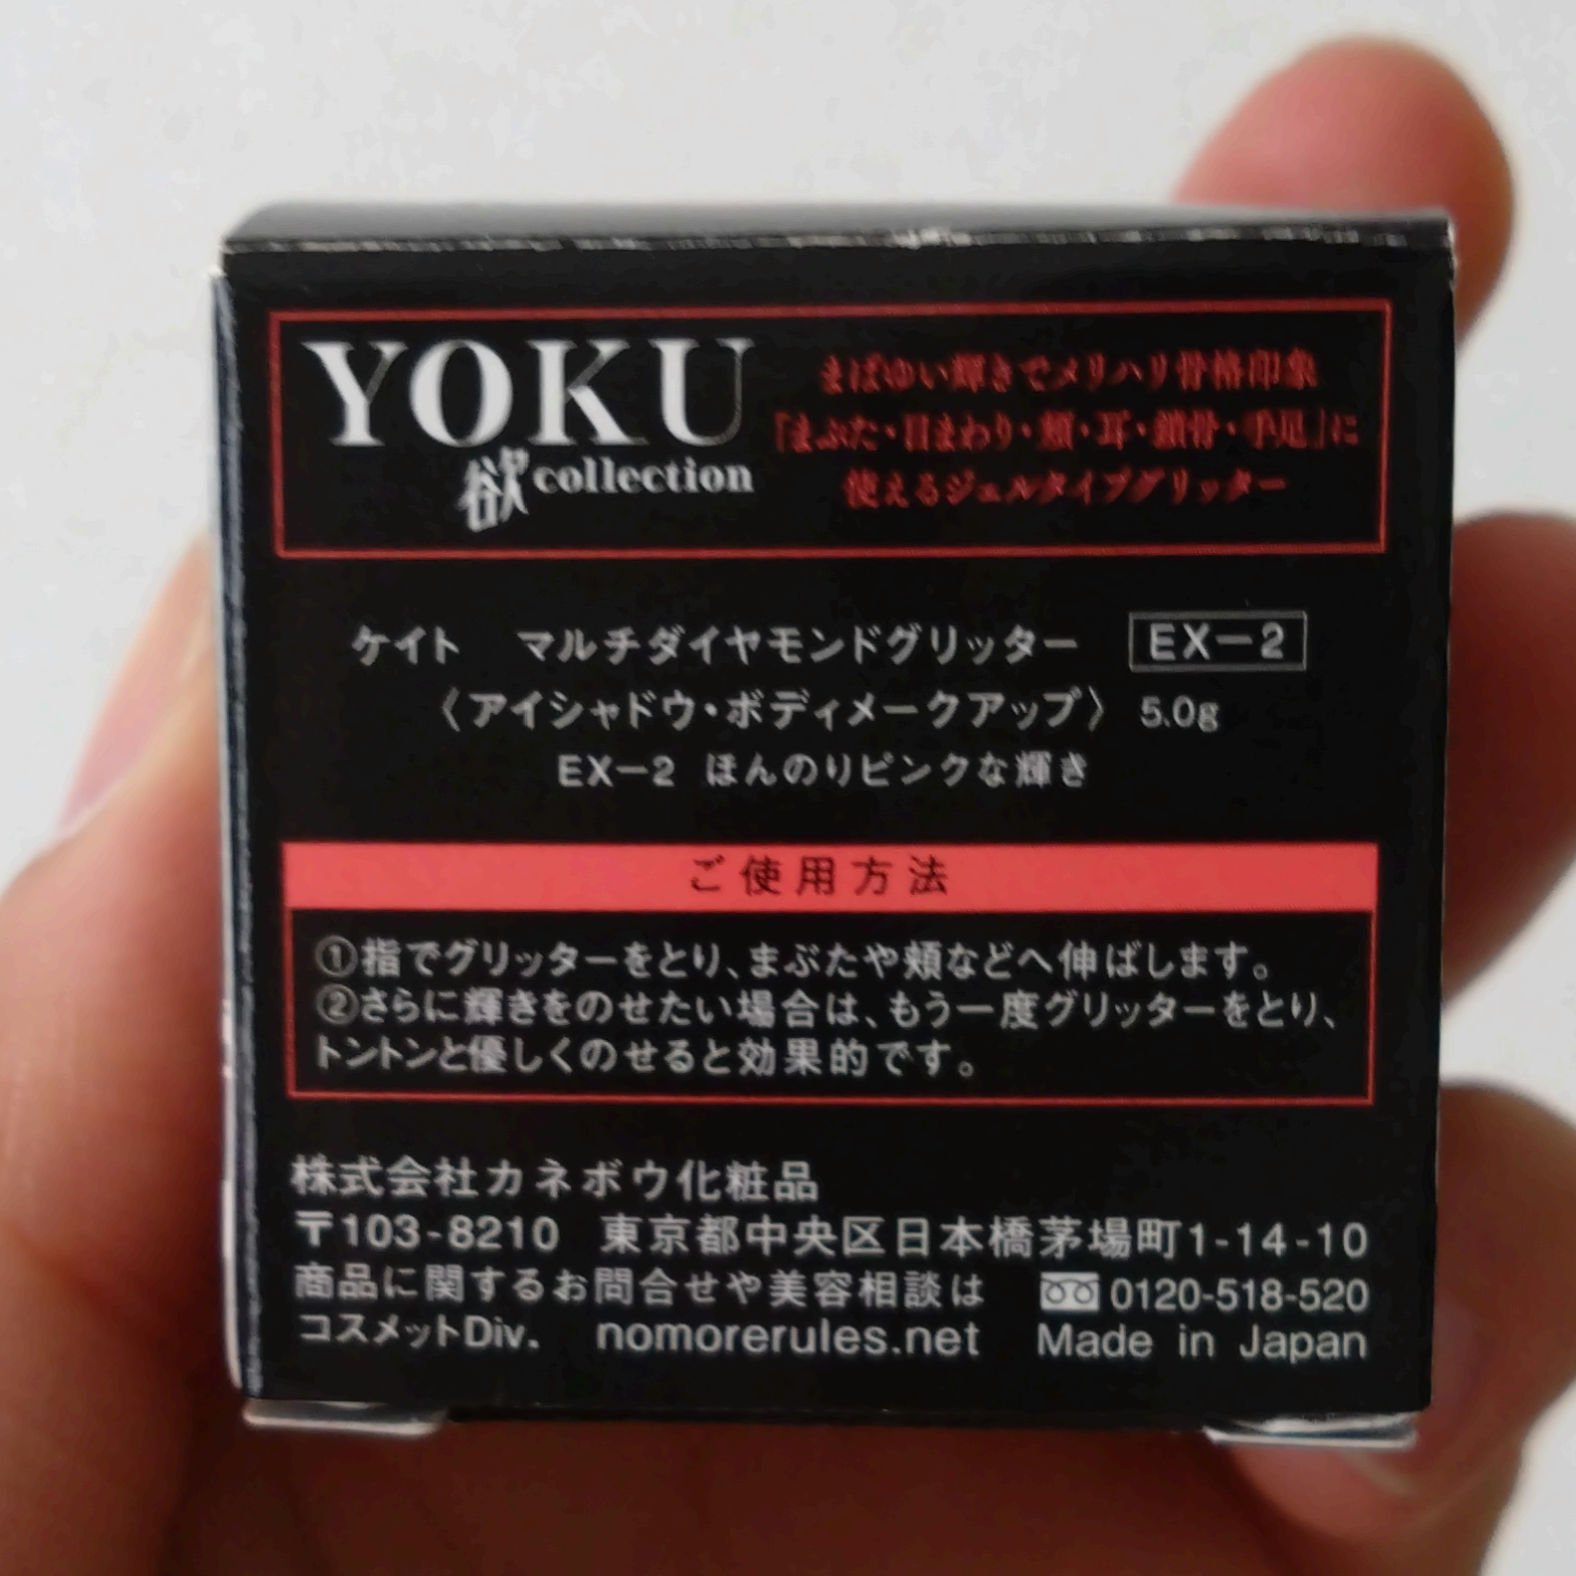 YOKU
欲collection
まばゆい輝きでメリハリ骨格印象
「まぶた・目まわり・頬・耳・鎖骨・手足」に
使えるジェルタイプグリッター
ケイト マルチダイヤモンドグリッター EX－2
〈アイシャドウ・ボディメークアップ〉 5.0g
EX－2 ほんのりピンクな輝き
ご使用方法
①指でグリッターをとり、まぶたや頬などへ伸ばします。
②さらに輝きをのせたい場合は、もう一度グリッターをとり、
トントンと優しくのせると効果的です。
株式会社カネボウ化粧品
〒103-8210 東京都中央区日本橋茅場町1-14-10
商品に関するお問合せや美容相談は 0120-518-520
コスメットDiv. nomorerules.net Made in Japan